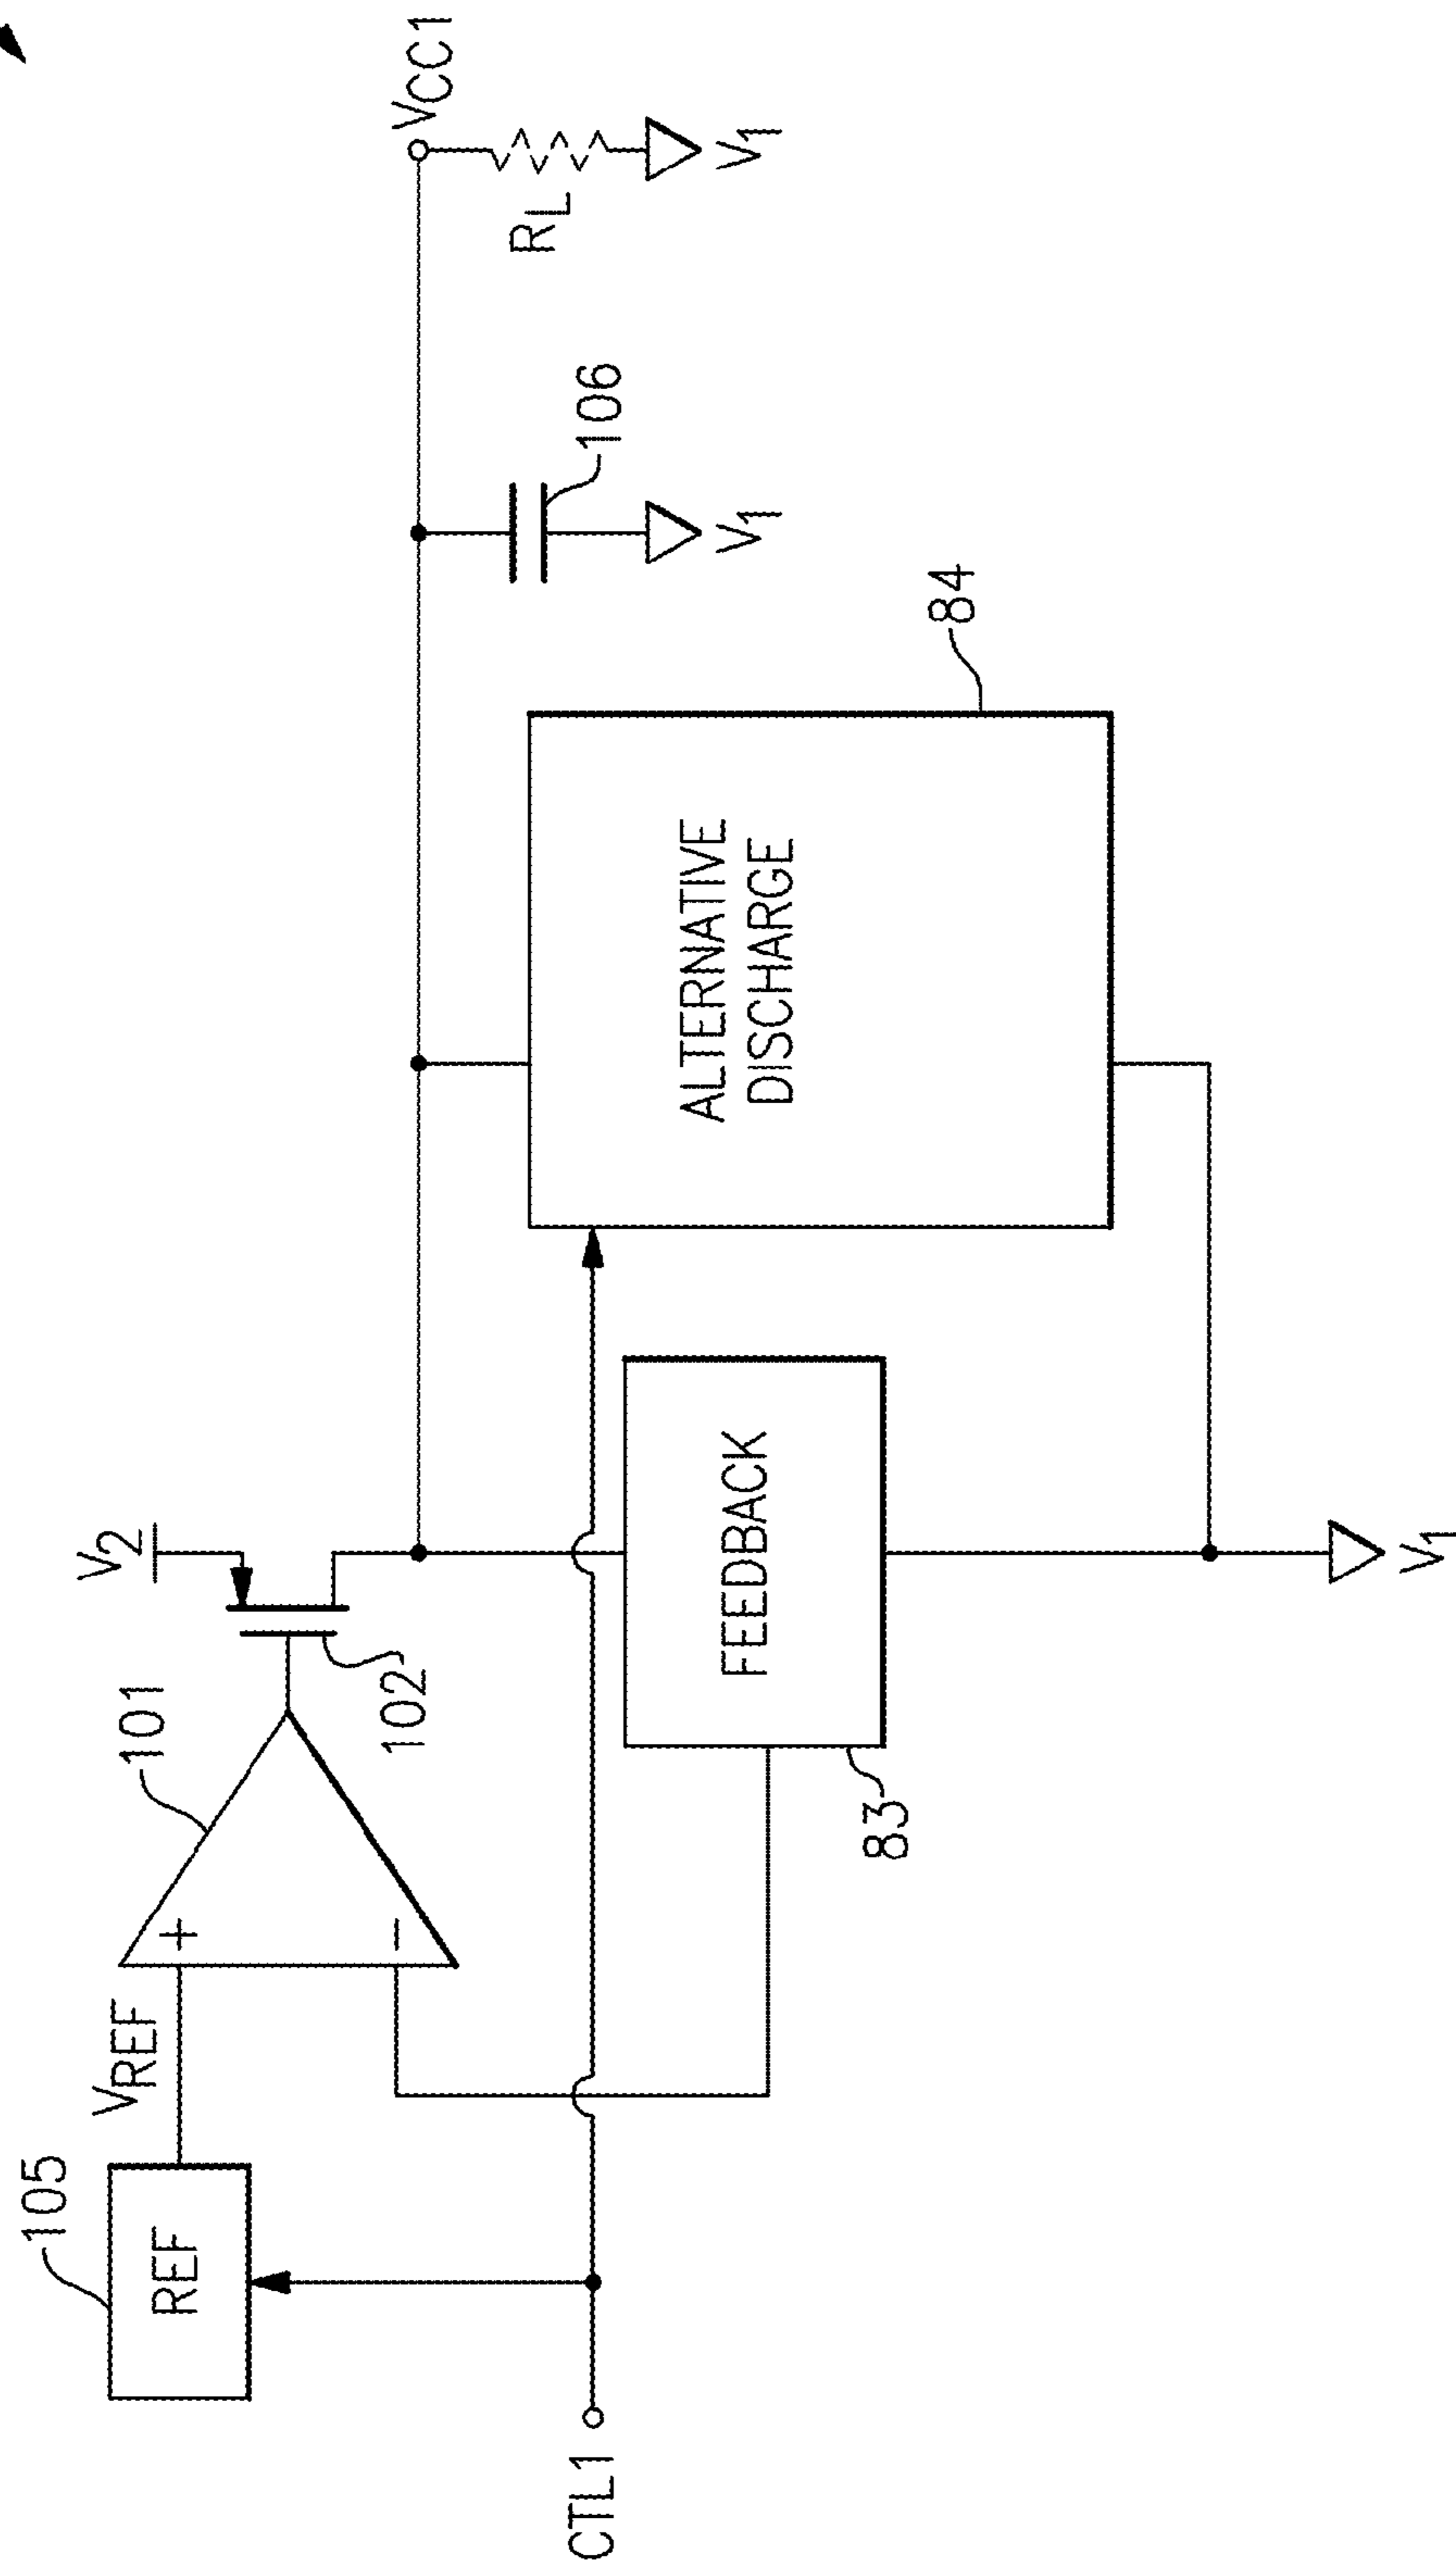 105
REF
VREF
101
+
−
V2
102
VCC1
RL
V1
106
V1
CTL1
FEEDBACK
83
ALTERNATIVE
DISCHARGE
84
V1